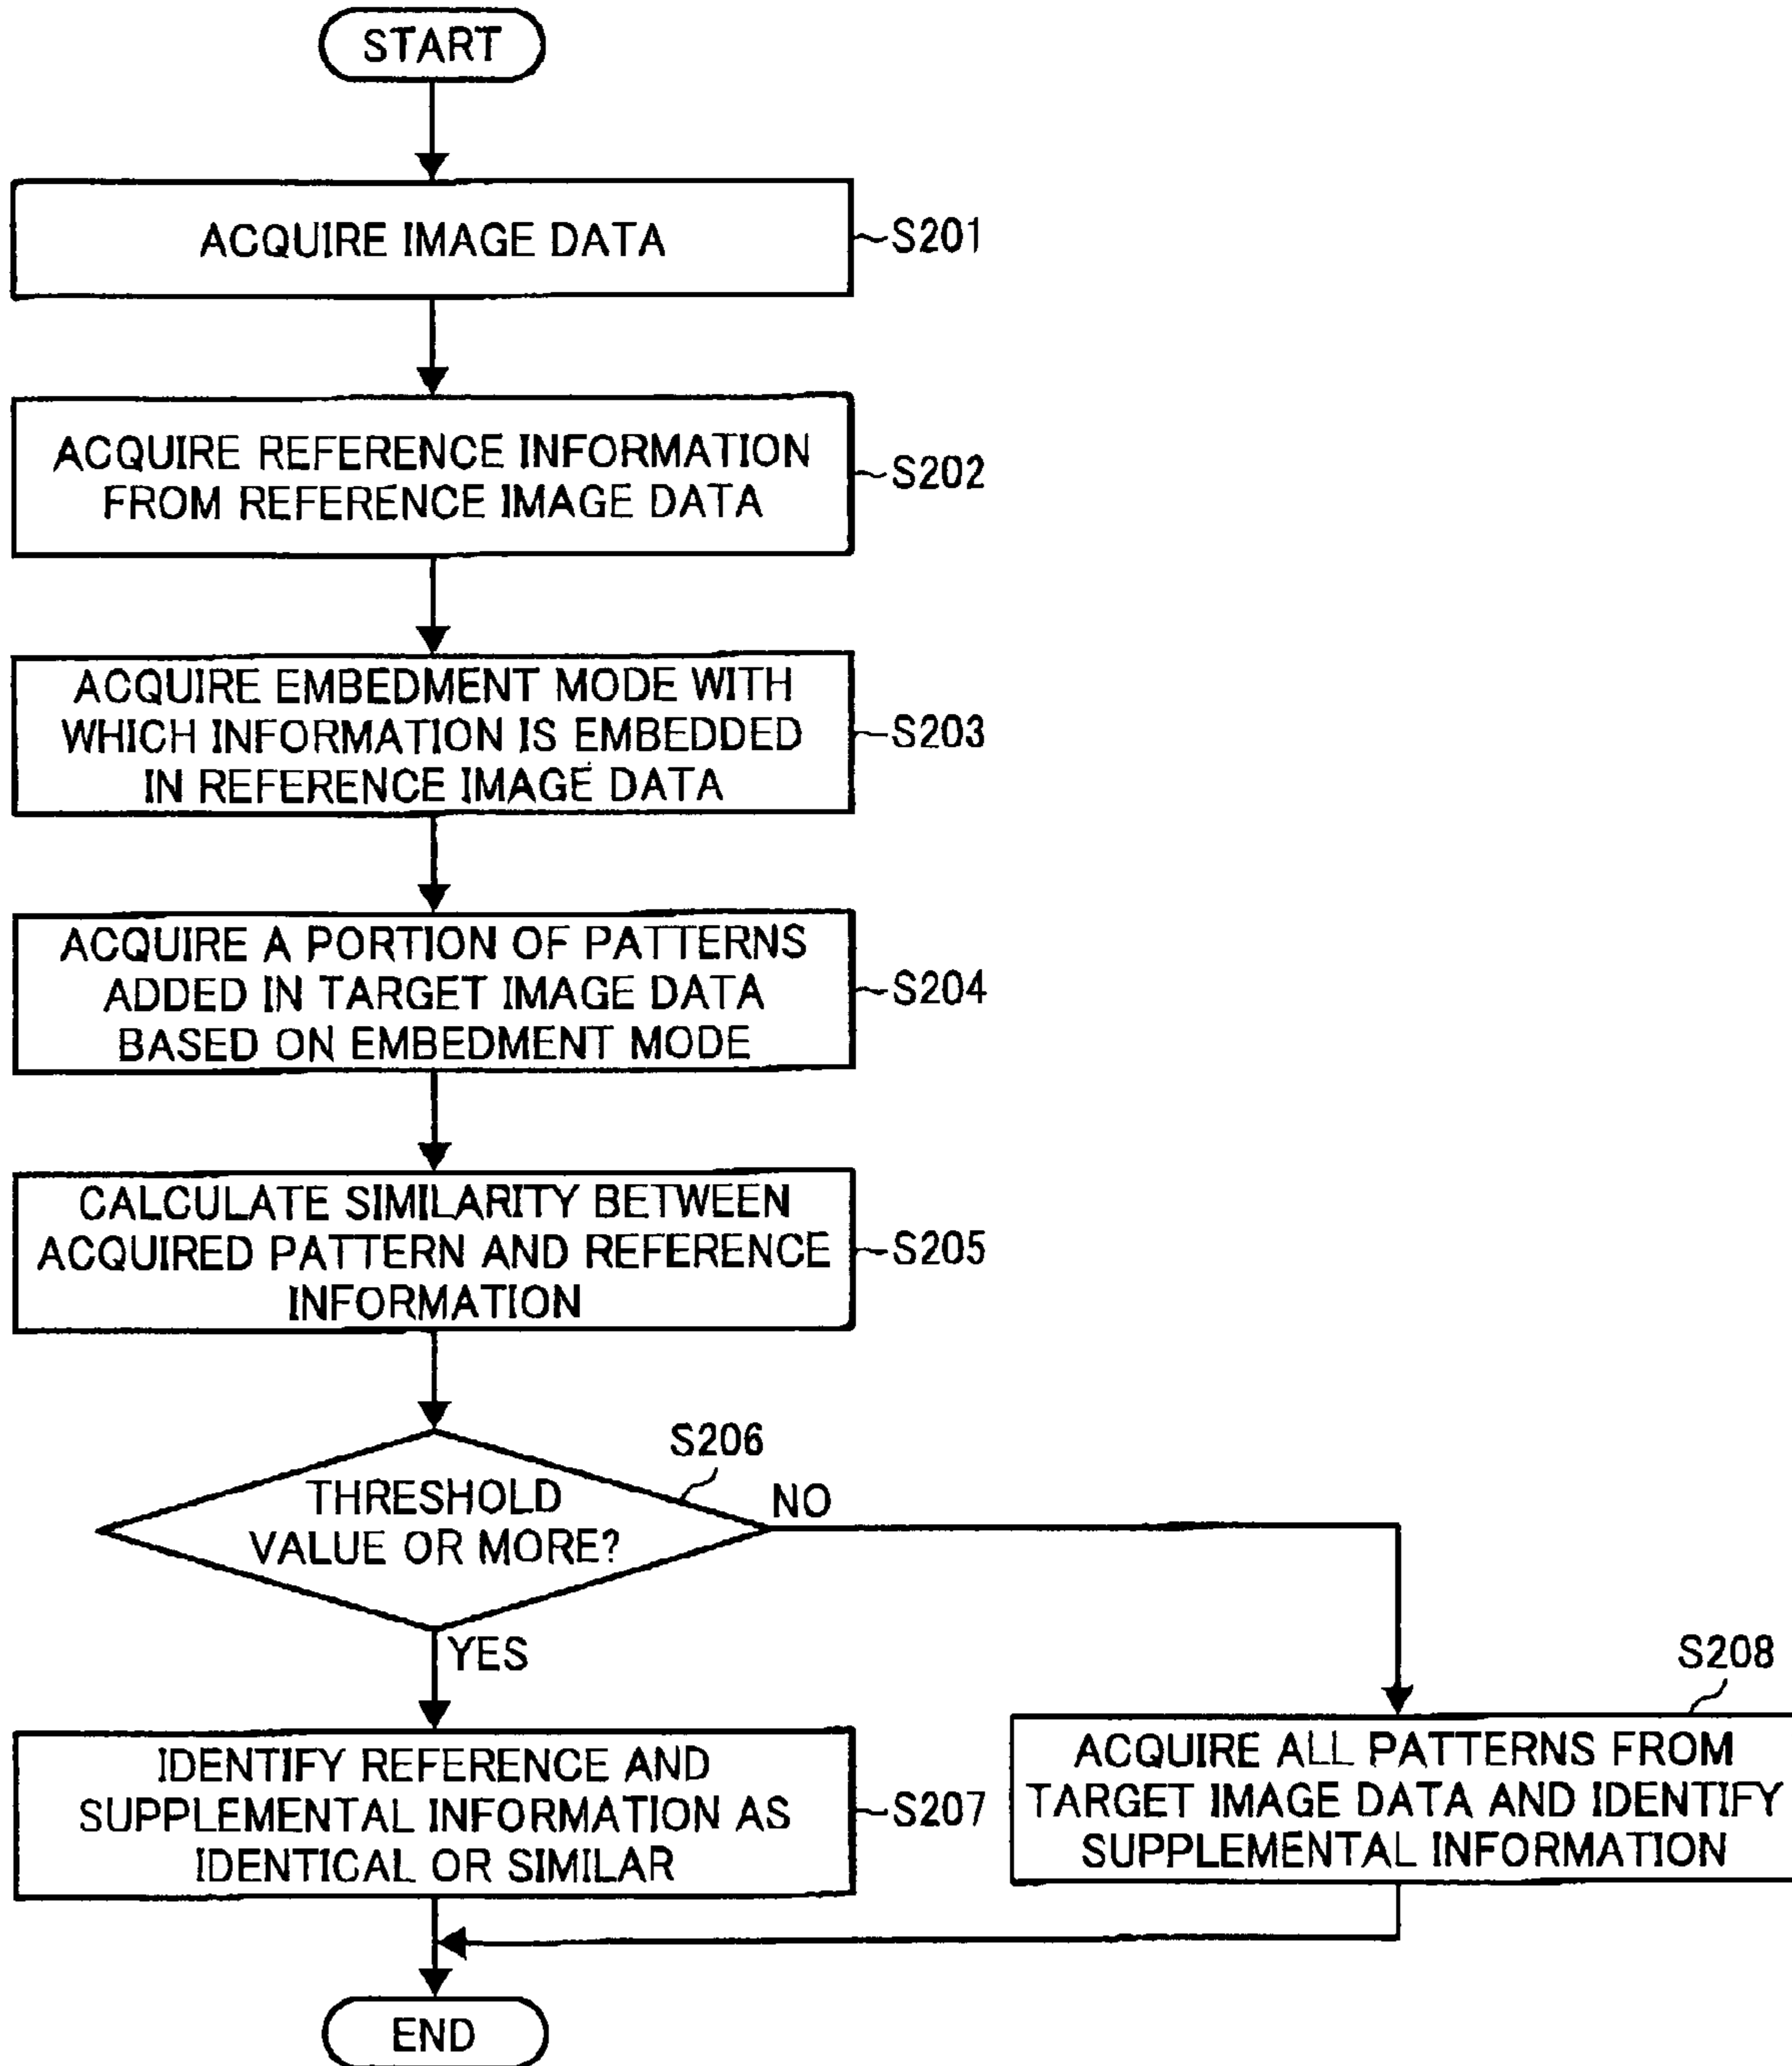 START
ACQUIRE IMAGE DATA
S201
ACQUIRE REFERENCE INFORMATION
FROM REFERENCE IMAGE DATA
S202
ACQUIRE EMBEDMENT MODE WITH
WHICH INFORMATION IS EMBEDDED
IN REFERENCE IMAGE DATA
S203
ACQUIRE A PORTION OF PATTERNS
ADDED IN TARGET IMAGE DATA
BASED ON EMBEDMENT MODE
S204
CALCULATE SIMILARITY BETWEEN
ACQUIRED PATTERN AND REFERENCE
INFORMATION
S205
S206
THRESHOLD
VALUE OR MORE?
NO
YES
IDENTIFY REFERENCE AND
SUPPLEMENTAL INFORMATION AS
IDENTICAL OR SIMILAR
S207
S208
ACQUIRE ALL PATTERNS FROM
TARGET IMAGE DATA AND IDENTIFY
SUPPLEMENTAL INFORMATION
END